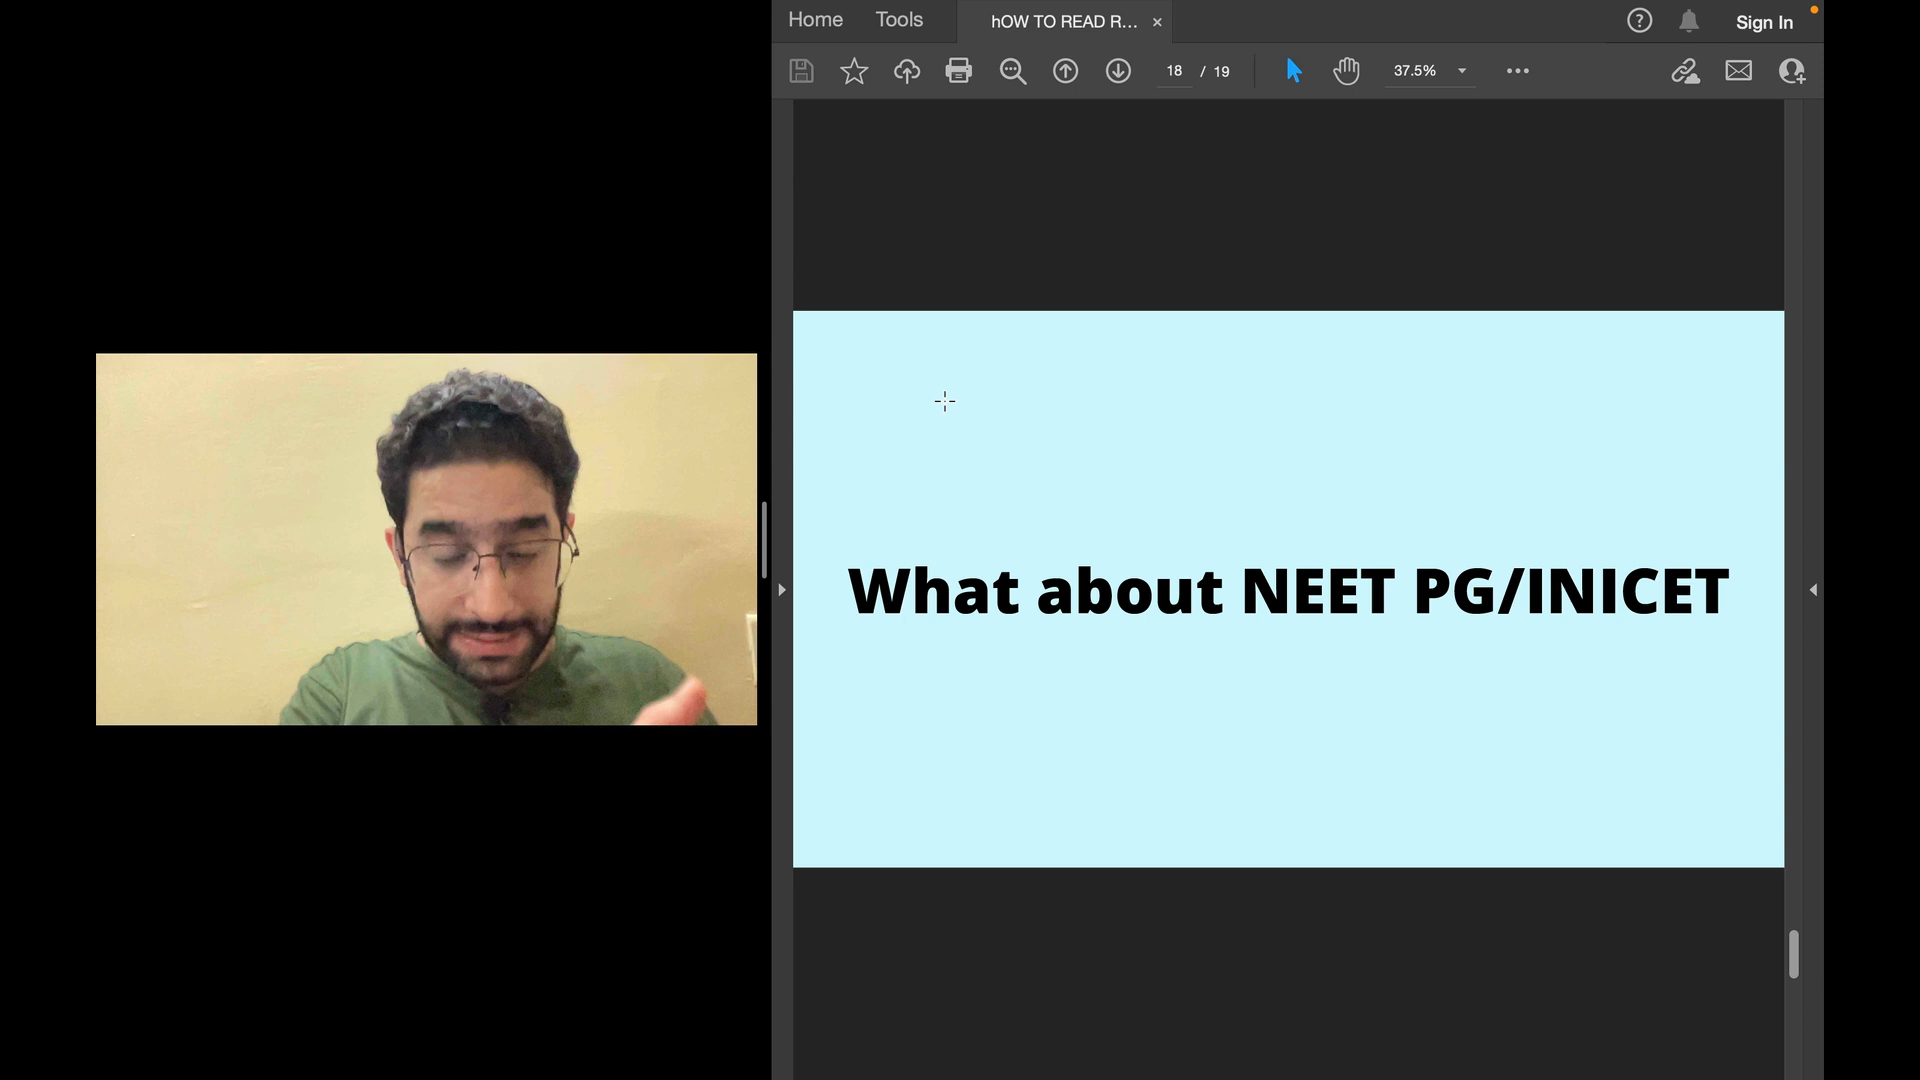 Home Tools hOW TO READ R... × Sign In
18 / 19 37.5%
What about NEET PG/INICET